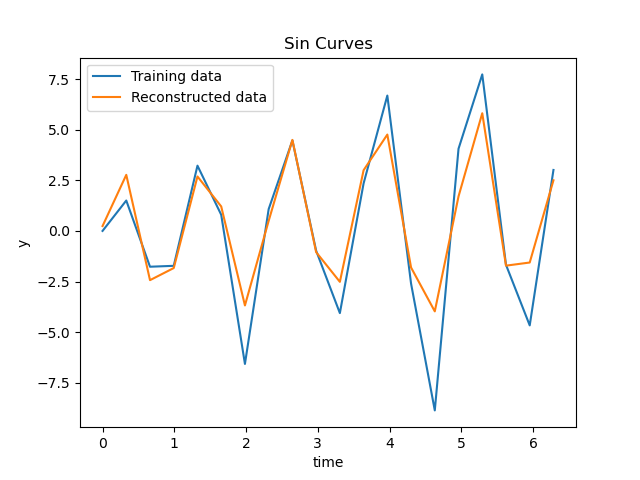 Sin Curves
Training data
Reconstructed data
7.5
5.0
2.5
0.0
−2.5
−5.0
−7.5
y
0 1 2 3 4 5 6
time